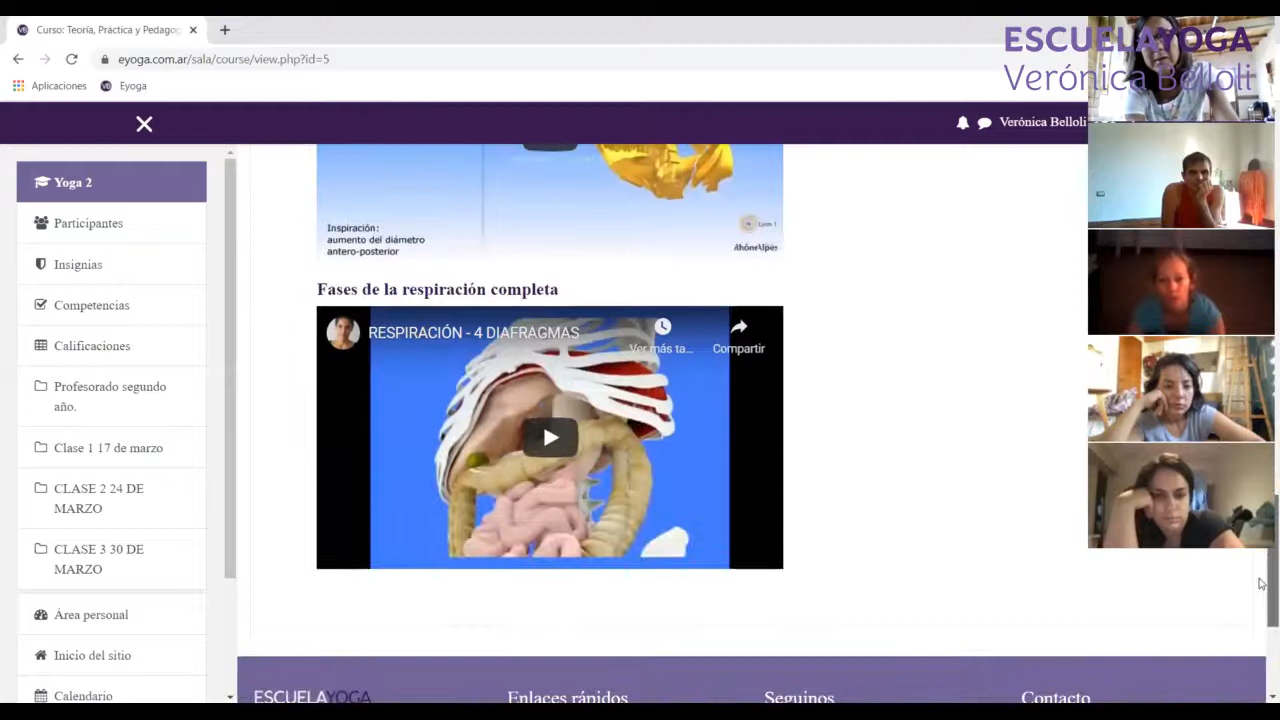 Curso: Teoría, Práctica y Pedagog
eyoga.com.ar/sala/course/view.php?id=5
Aplicaciones
Eyoga
ESCUELAYOGA
Verónica Belloli
Verónica Belloli
Yoga 2
Participantes
Insignias
Competencias
Calificaciones
Profesorado segundo
año.
Clase 1 17 de marzo
CLASE 2 24 DE
MARZO
CLASE 3 30 DE
MARZO
Área personal
Inicio del sitio
Calendario
Inspiración:
aumento del diámetro
antero-posterior
Lyon 1
RhôneAlpes
Fases de la respiración completa
RESPIRACIÓN - 4 DIAFRAGMAS
Ver más ta...
Compartir
ESCUELAYOGA
Enlaces rápidos
Seguinos
Contacto